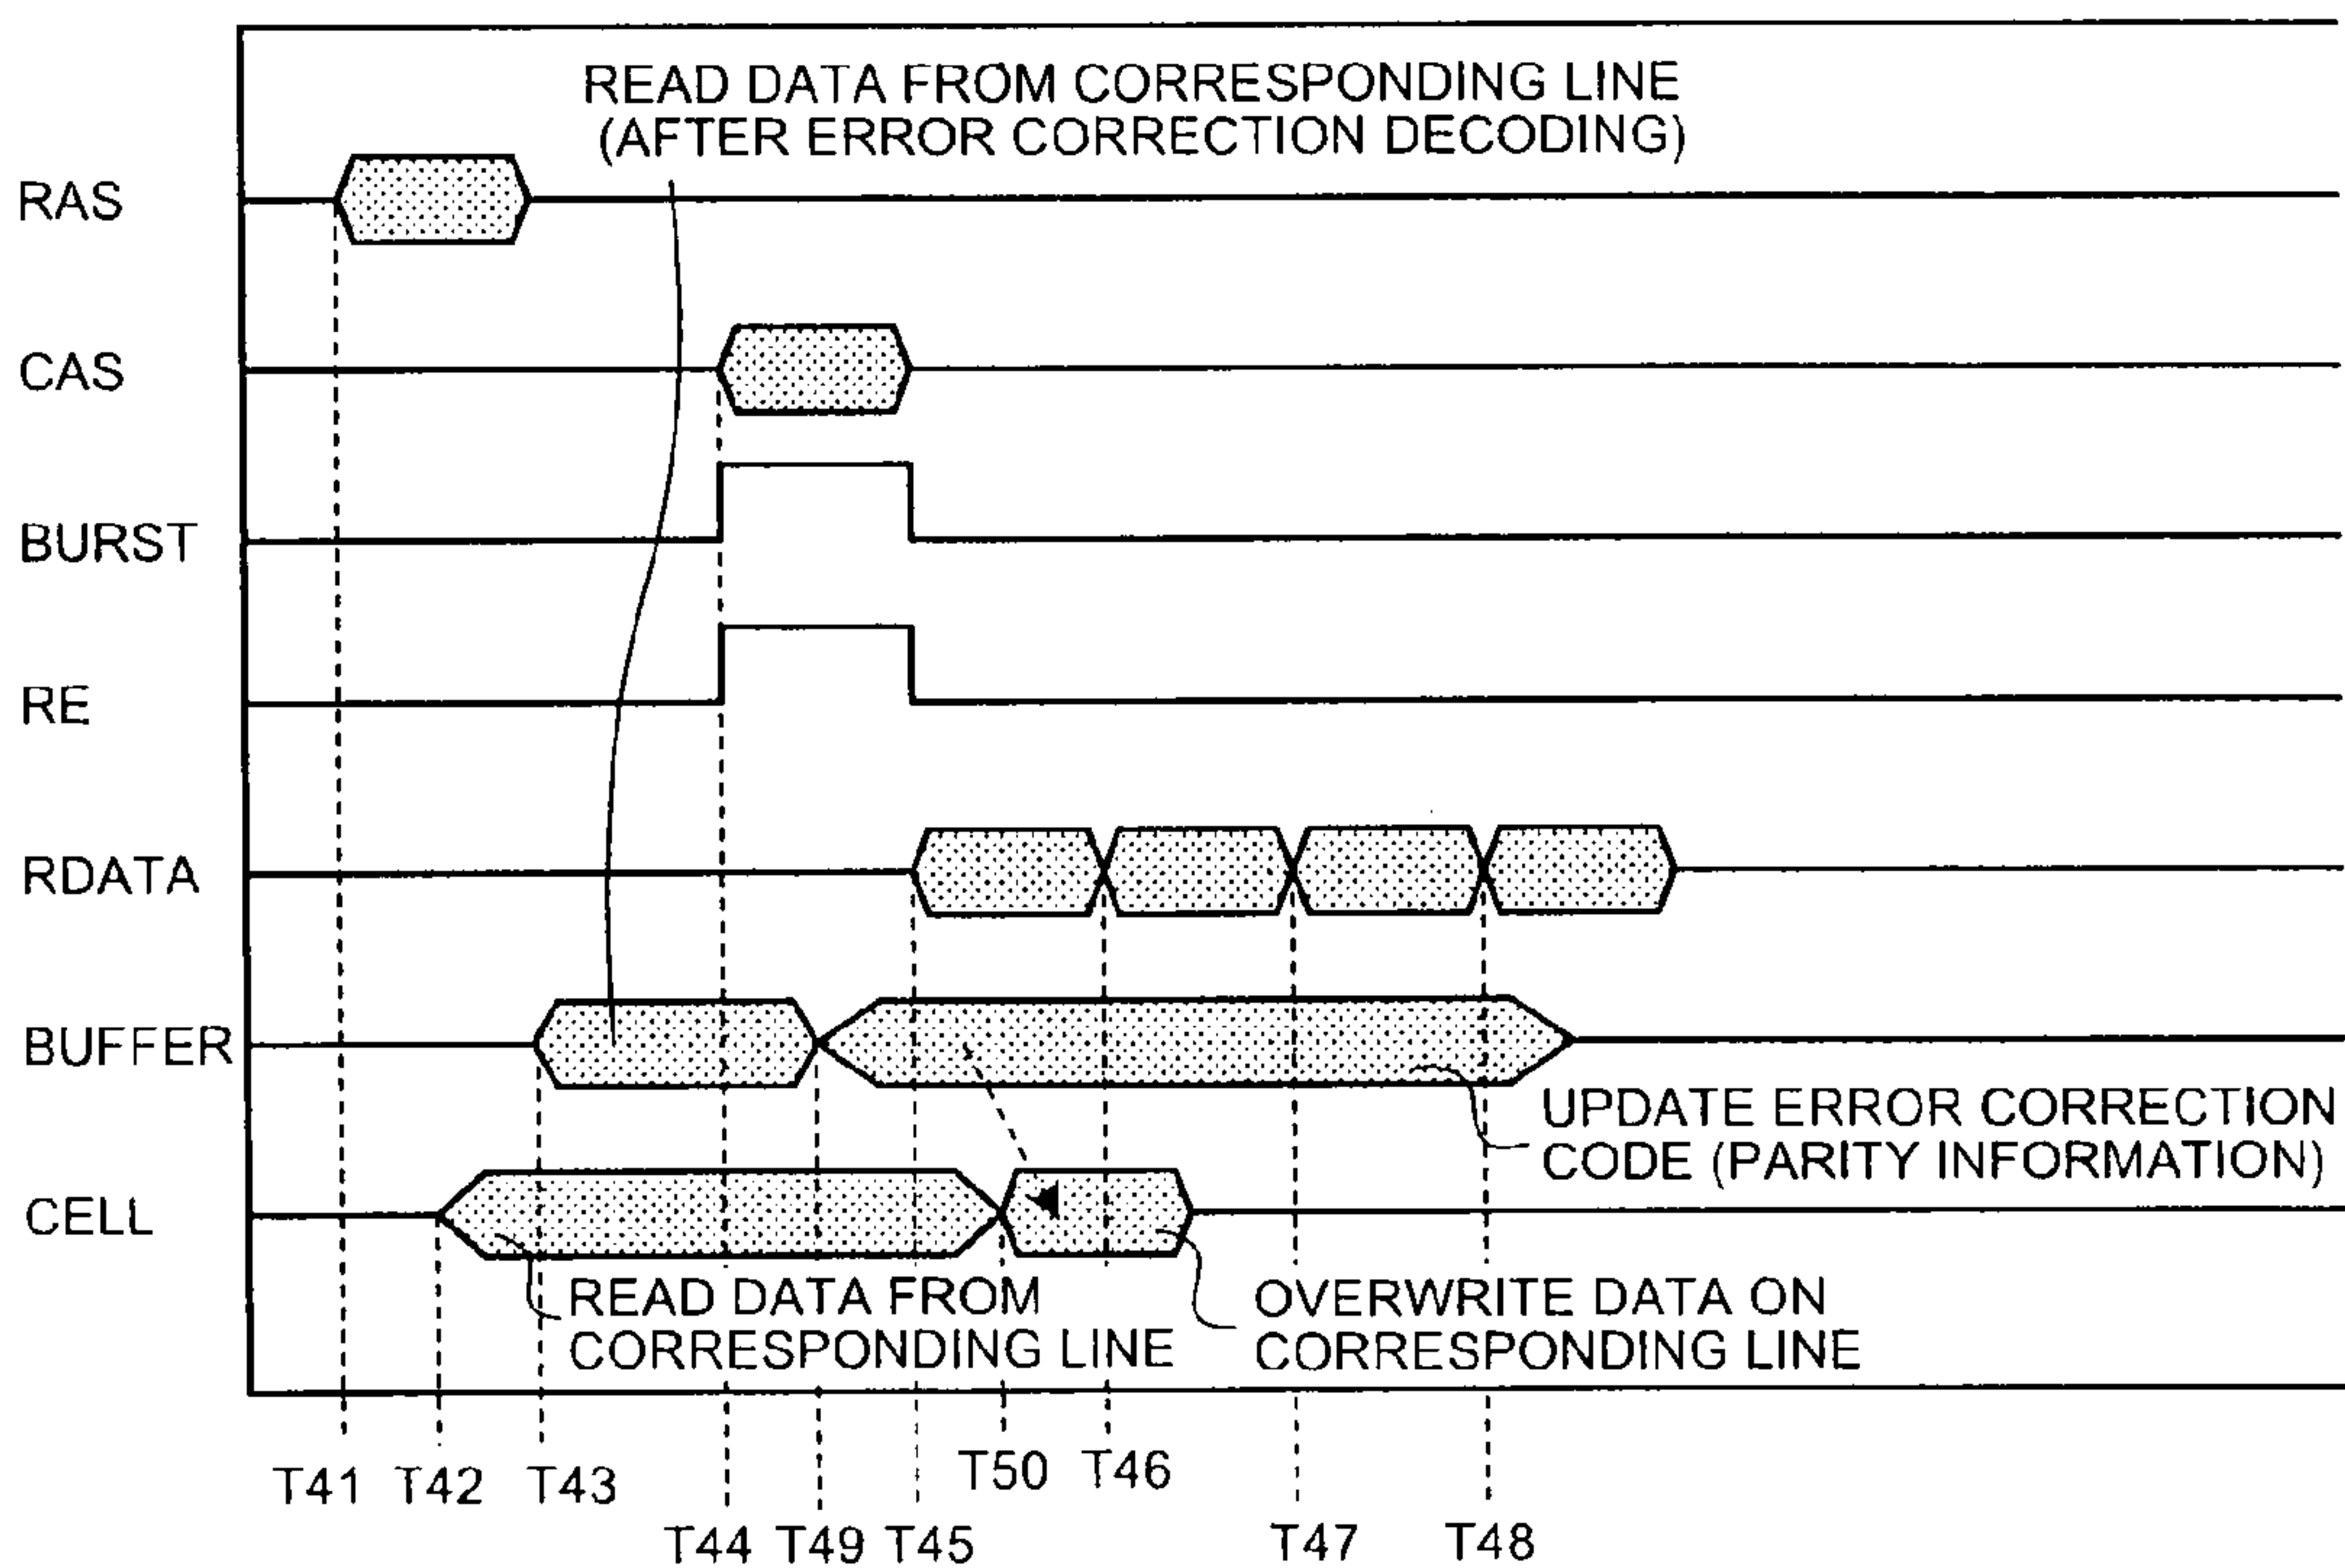 READ DATA FROM CORRESPONDING LINE
(AFTER ERROR CORRECTION DECODING)
RAS
CAS
BURST
RE
RDATA
BUFFER
UPDATE ERROR CORRECTION
CODE (PARITY INFORMATION)
CELL
READ DATA FROM
CORRESPONDING LINE
OVERWRITE DATA ON
CORRESPONDING LINE
T41 T42 T43 T50 T46
T44 T49 T45 T47 T48